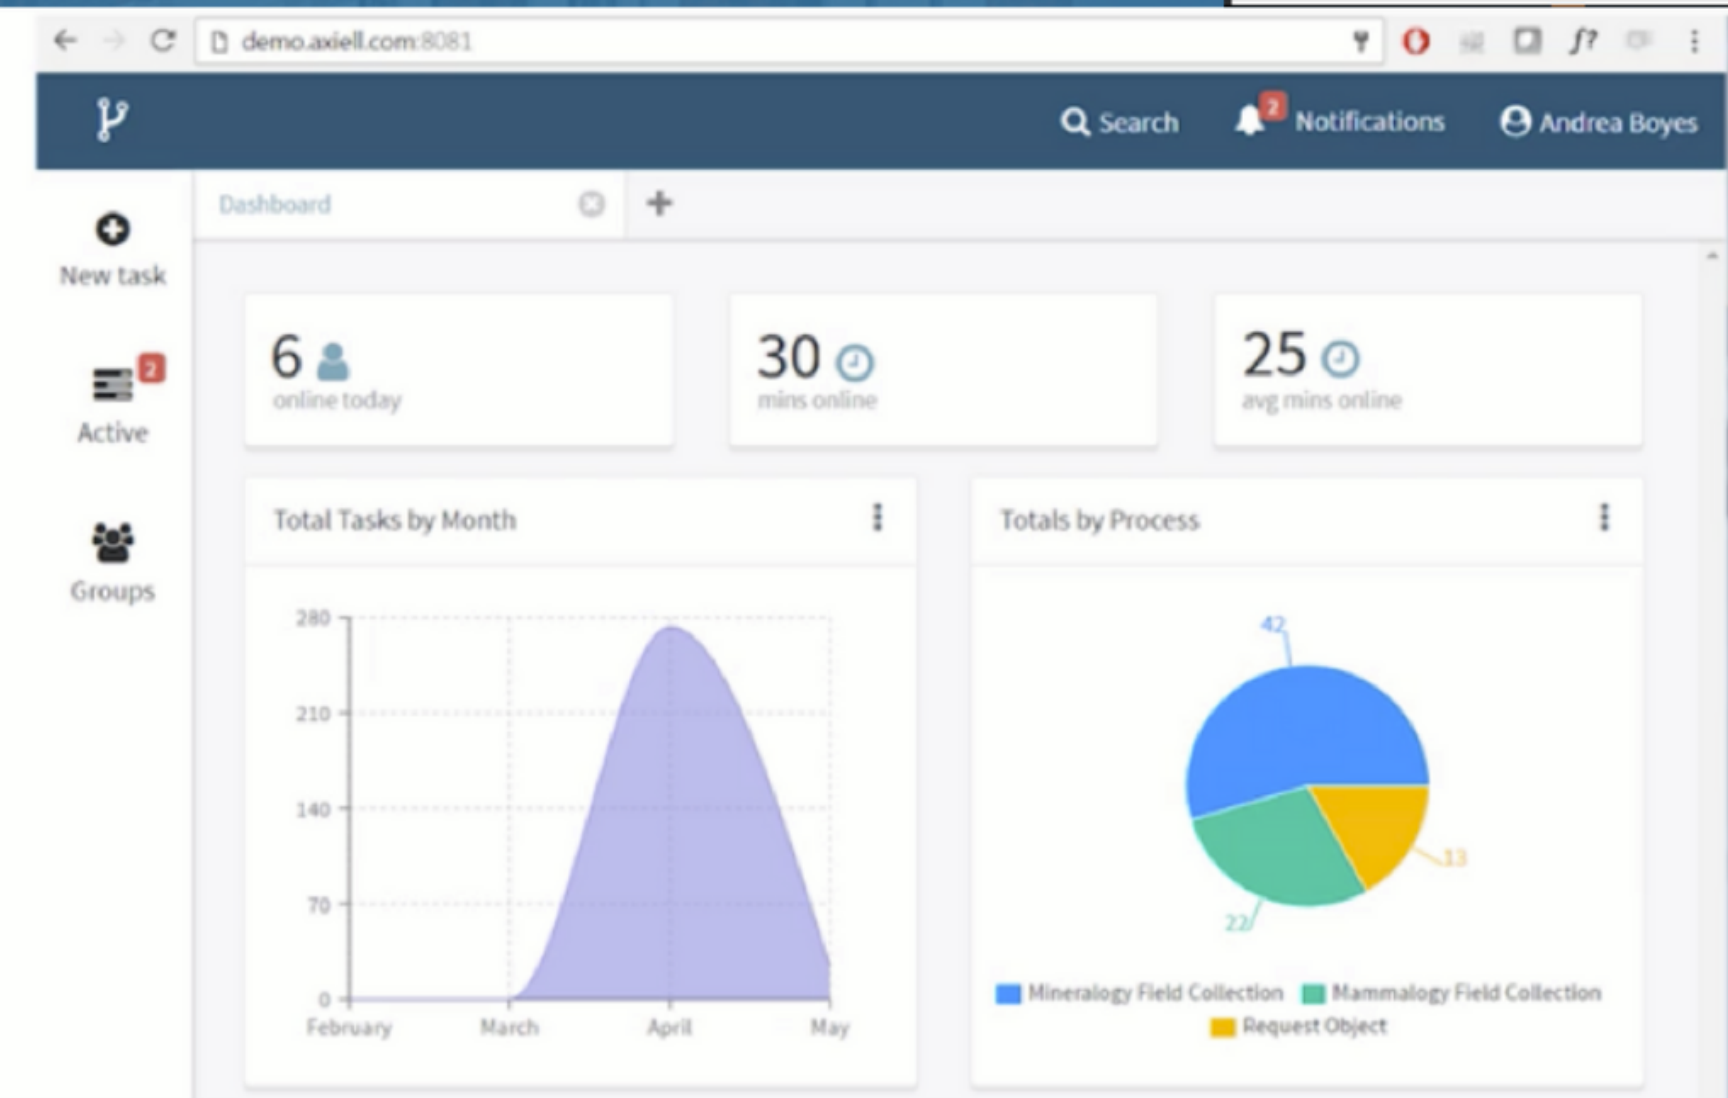 demo.axiell.com:8081
f?
Search
2
Notifications
Andrea Boyes
Dashboard
New task
2
Active
Groups
6
online today
30
mins online
25
avg mins online
Total Tasks by Month
280
210
140
70
0
February March April May
Totals by Process
42
13
22
Mineralogy Field Collection Mammalogy Field Collection
Request Object